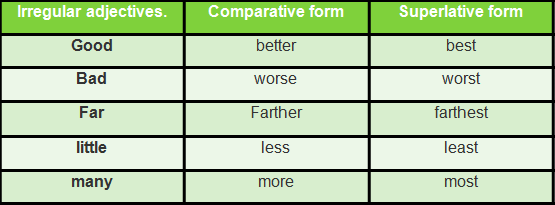 Irregular adjectives. Comparative form Superlative form
Good better best
Bad worse worst
Far Farther farthest
little less least
many more most